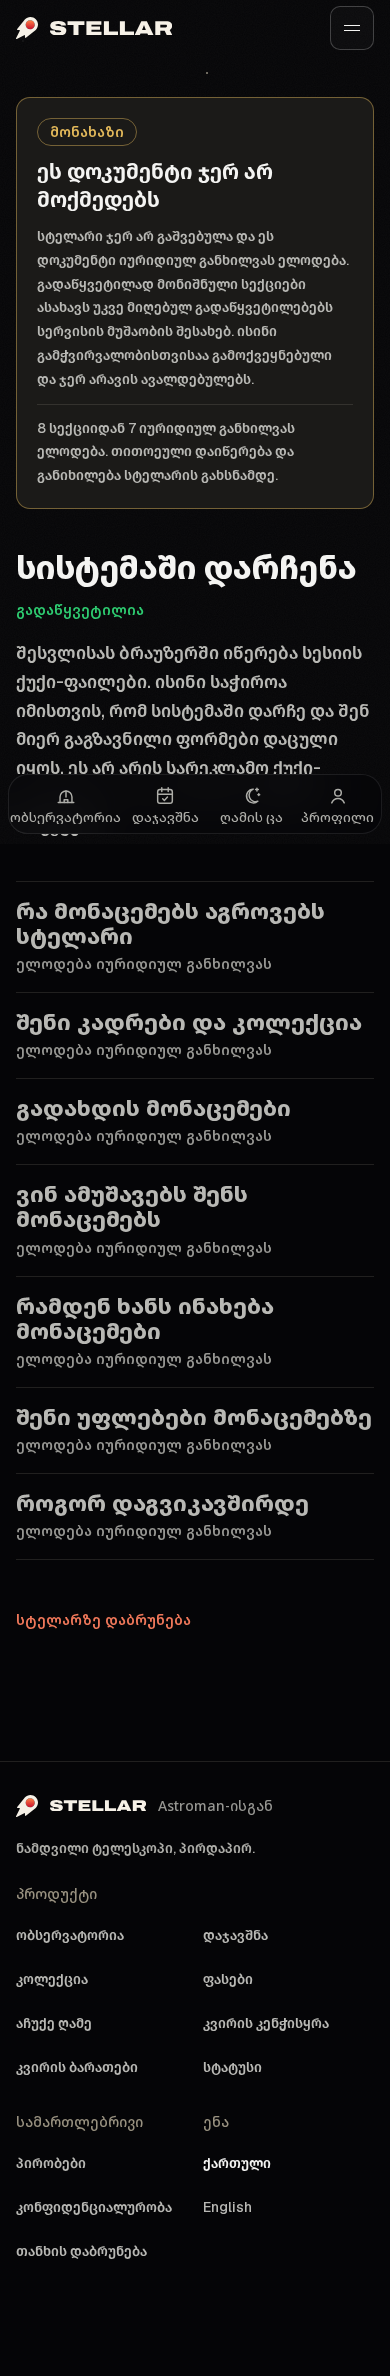 STELLAR
მონახაზი
ეს დოკუმენტი ჯერ არ
მოქმედებს
სტელარი ჯერ არ გაშვებულა და ეს
დოკუმენტი იურიდიულ განხილვას ელოდება.
გადაწყვეტილად მონიშნული სექციები
ასახავს უკვე მიღებულ გადაწყვეტილებებს
სერვისის მუშაობის შესახებ. ისინი
გამჭვირვალობისთვისაა გამოქვეყნებული
და ჯერ არავის ავალდებულებს.
8 სექციიდან 7 იურიდიულ განხილვას
ელოდება. თითოეული დაიწერება და
განიხილება სტელარის გახსნამდე.
სისტემაში დარჩენა
გადაწყვეტილია
შესვლისას ბრაუზერში იწერება სესიის
ქუქი-ფაილები. ისინი საჭიროა
იმისთვის, რომ სისტემაში დარჩე და შენ
მიერ გაგზავნილი ფორმები დაცული
იყოს. ეს არ არის სარეკლამო ქუქი-
ობსერვატორია
დაჯავშნა
ღამის ცა
პროფილი
რა მონაცემებს აგროვებს
სტელარი
ელოდება იურიდიულ განხილვას
შენი კადრები და კოლექცია
ელოდება იურიდიულ განხილვას
გადახდის მონაცემები
ელოდება იურიდიულ განხილვას
ვინ ამუშავებს შენს
მონაცემებს
ელოდება იურიდიულ განხილვას
რამდენ ხანს ინახება
მონაცემები
ელოდება იურიდიულ განხილვას
შენი უფლებები მონაცემებზე
ელოდება იურიდიულ განხილვას
როგორ დაგვიკავშირდე
ელოდება იურიდიულ განხილვას
სტელარზე დაბრუნება
STELLAR Astroman-ისგან
ნამდვილი ტელესკოპი, პირდაპირ.
პროდუქტი
ობსერვატორია
დაჯავშნა
კოლექცია
ფასები
აჩუქე ღამე
კვირის კენჭისყრა
კვირის ბარათები
სტატუსი
სამართლებრივი
ენა
პირობები
ქართული
კონფიდენციალურობა
English
თანხის დაბრუნება